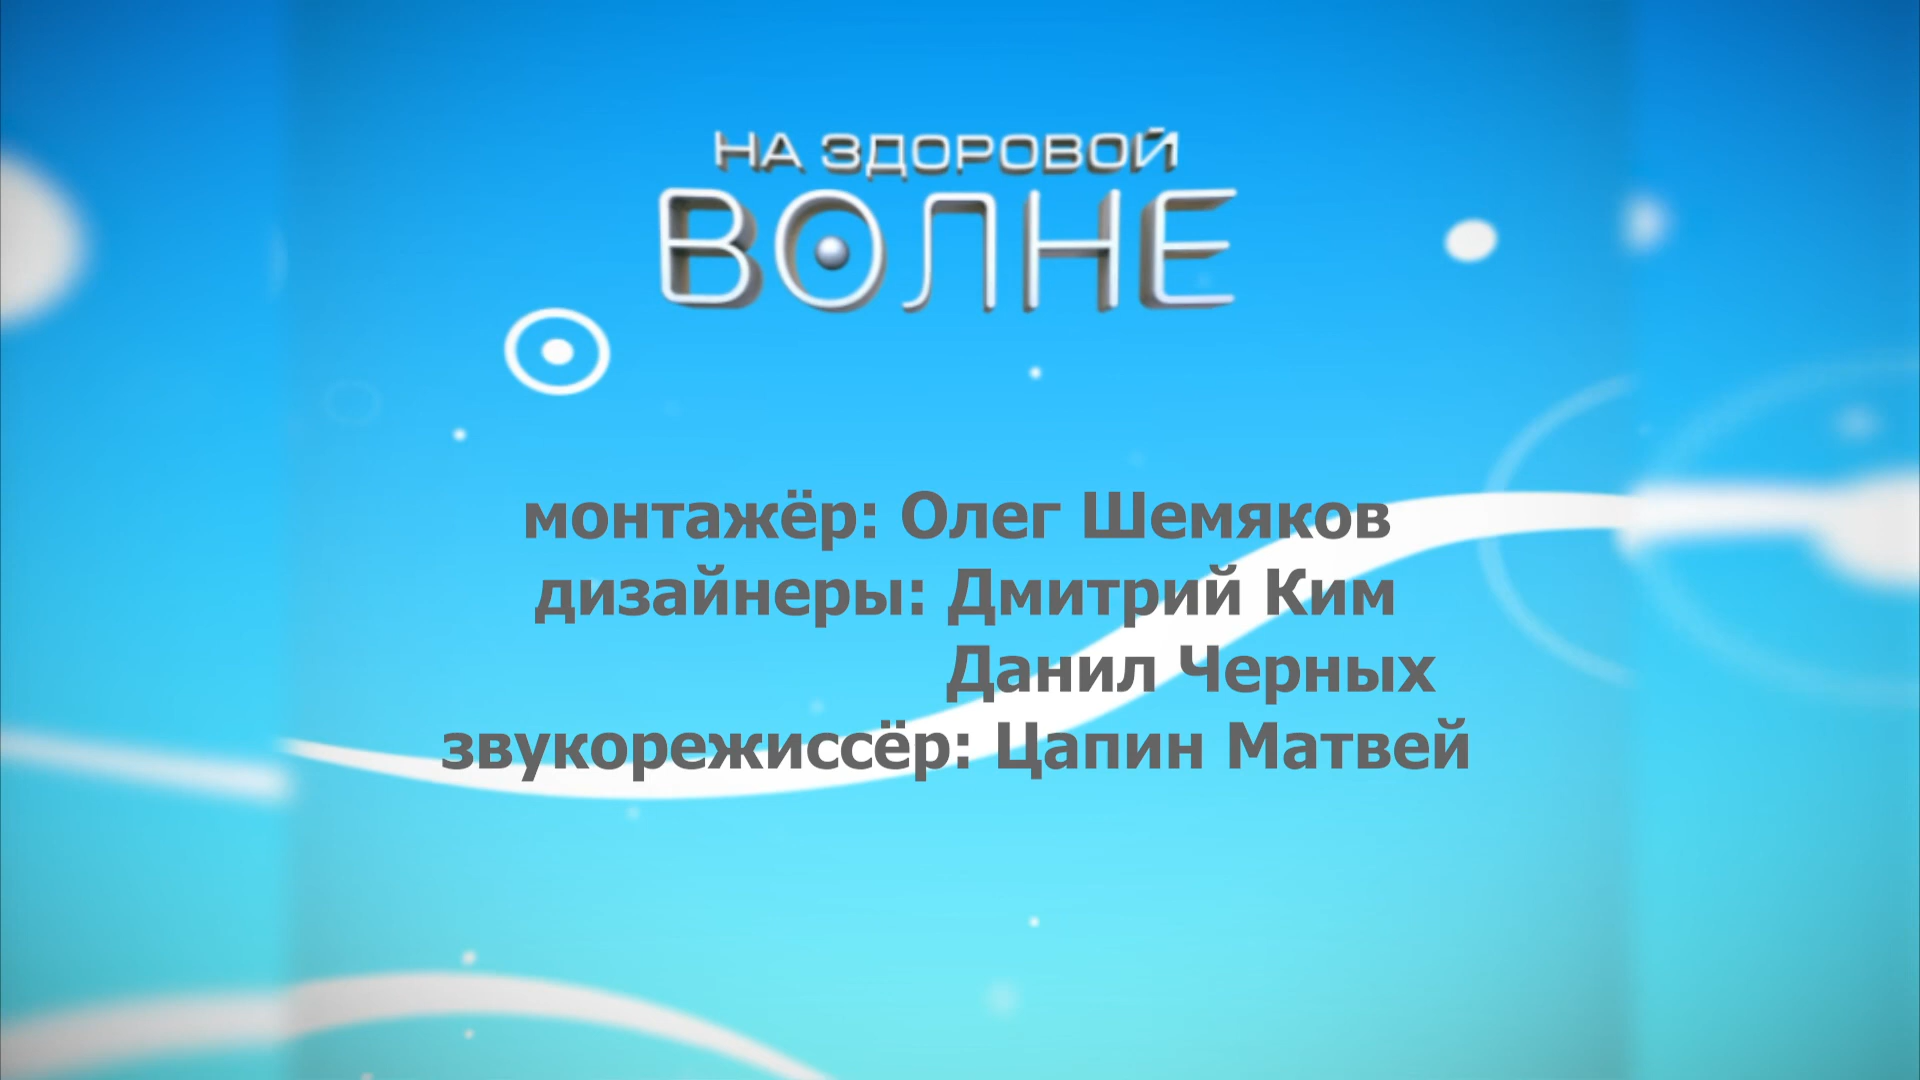 НА ЗДОРОВОЙ
ВОЛНЕ
монтажёр: Олег Шемяков
дизайнеры: Дмитрий Ким
Данил Черных
звукорежиссёр: Цапин Матвей